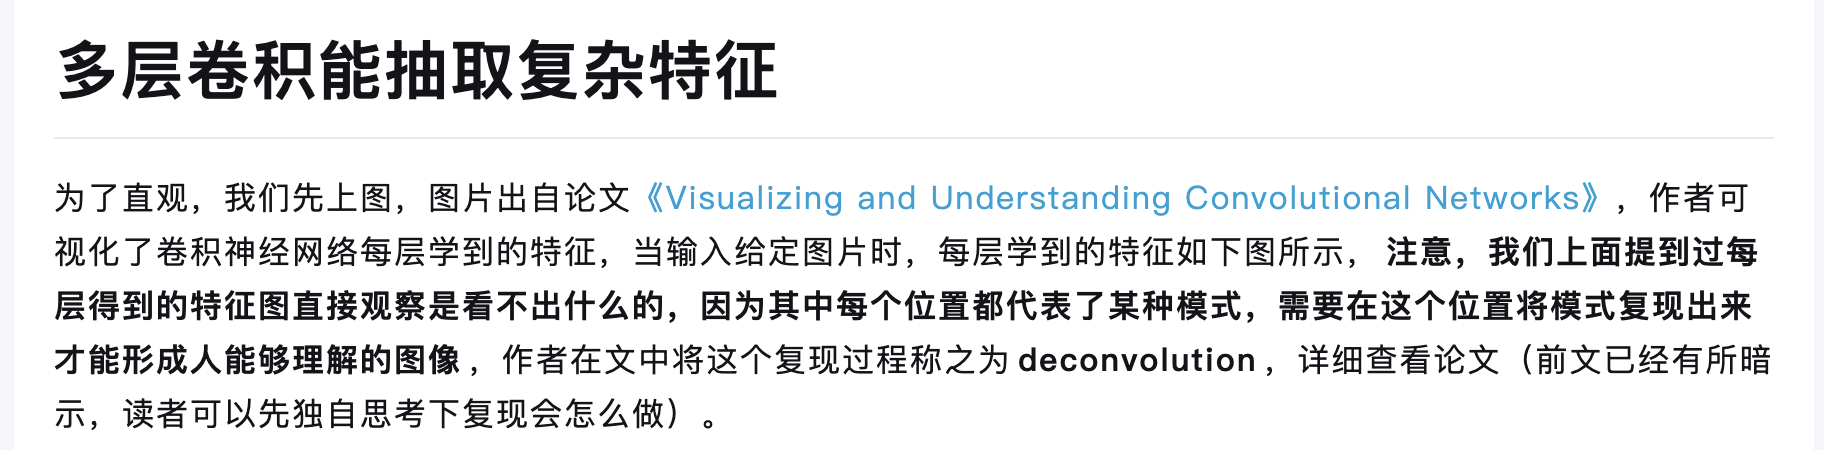 多层卷积能抽取复杂特征
为了直观，我们先上图，图片出自论文《Visualizing and Understanding Convolutional Networks》，作者可
视化了卷积神经网络每层学到的特征，当输入给定图片时，每层学到的特征如下图所示， 注意，我们上面提到过每
层得到的特征图直接观察是看不出什么的，因为其中每个位置都代表了某种模式，需要在这个位置将模式复现出来
才能形成人能够理解的图像 ，作者在文中将这个复现过程称之为 deconvolution ，详细查看论文（前文已经有所暗
示，读者可以先独自思考下复现会怎么做）。